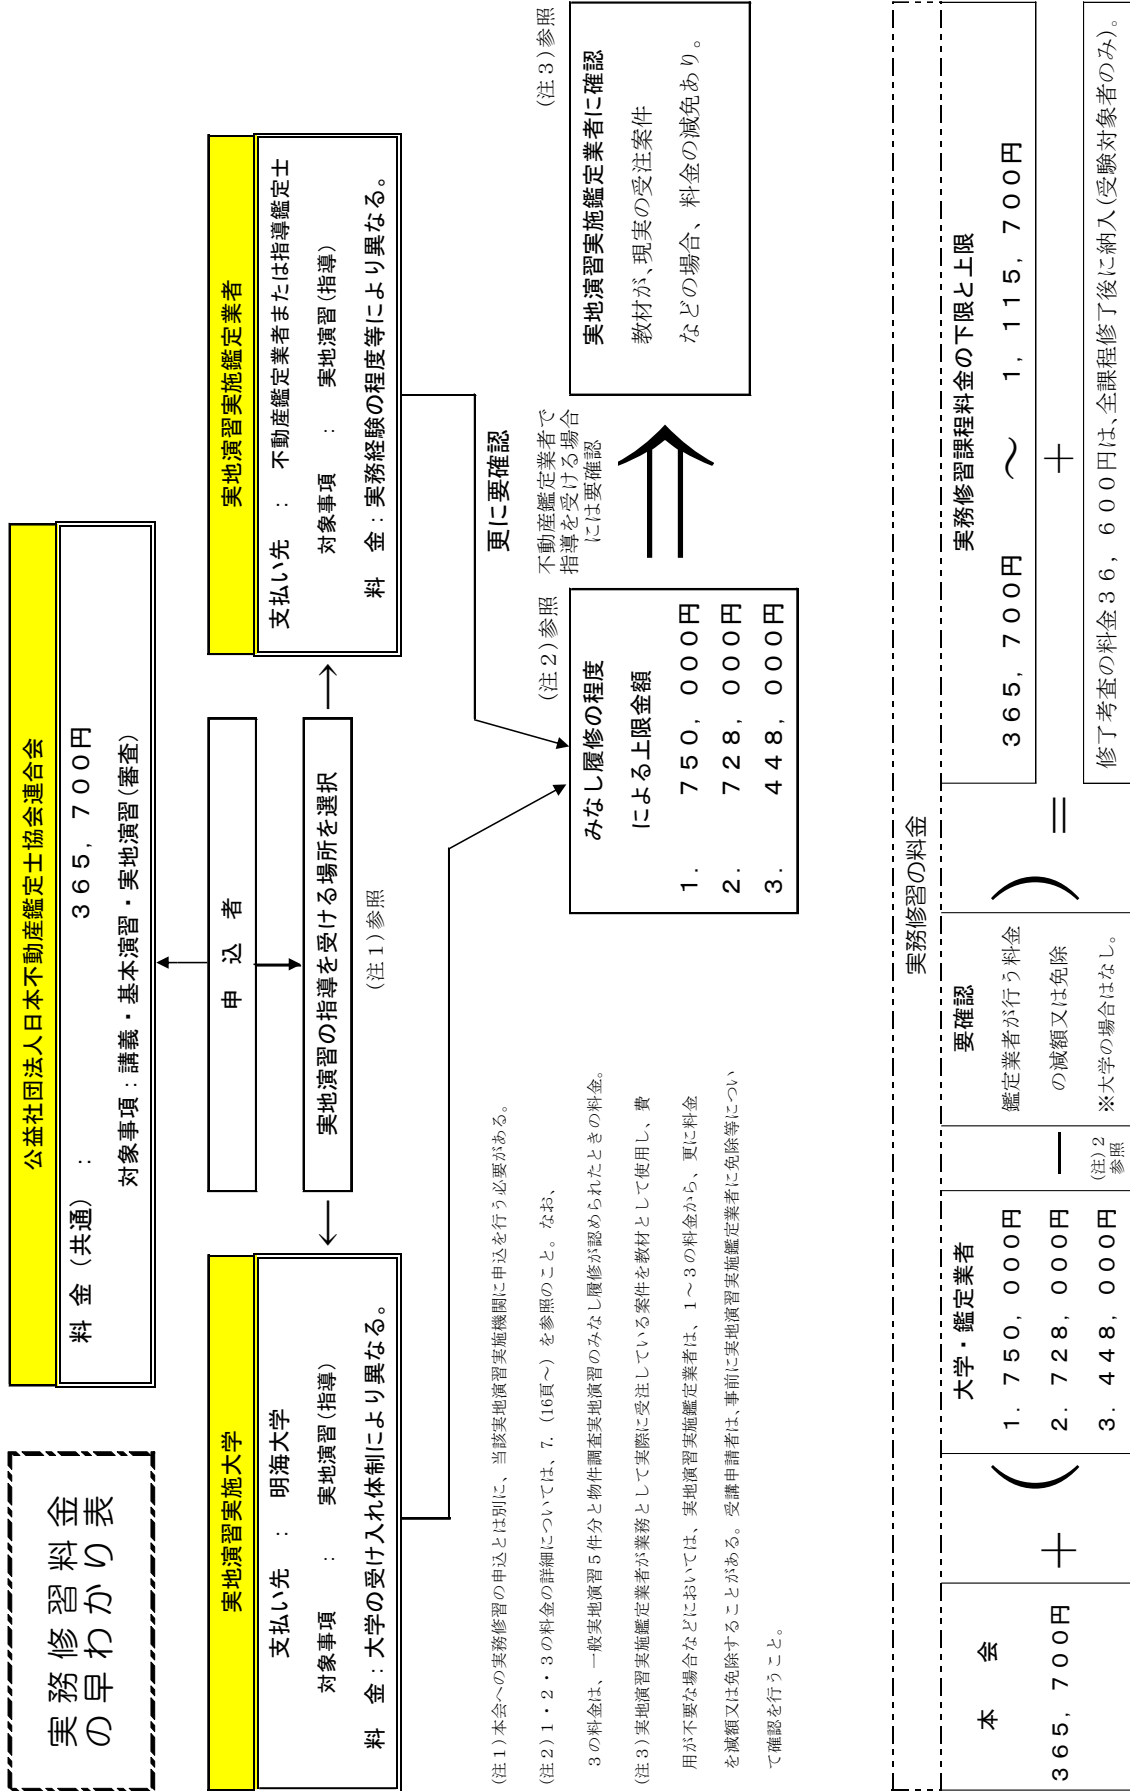 実務修習料金
の早わかり表
公益社団法人日本不動産鑑定士協会連合会
料 金 （共通） ： ３６５，７００円
対象事項：講義・基本演習・実地演習（審査）
申 込 者
実地演習の指導を受ける場所を選択
（注１）参照
実地演習実施大学
支払い先 ： 明海大学
対象事項 ： 実地演習（指導）
料 金：大学の受け入れ体制により異なる。
実地演習実施鑑定業者
支払い先 ： 不動産鑑定業者または指導鑑定士
対象事項 ： 実地演習（指導）
料 金：実務経験の程度等により異なる。
更に要確認
（注２）参照
みなし履修の程度
による上限金額
１． ７５０，０００円
２． ７２８，０００円
３． ４４８，０００円
不動産鑑定業者で
指導を受ける場合
には要確認
（注３）参照
実地演習実施鑑定業者に確認
教材が、現実の受注案件
などの場合、料金の減免あり。
（注１）本会への実務修習の申込とは別に、当該実地演習実施機関に申込を行う必要がある。
（注２）１・２・３の料金の詳細については、7.（16頁～）を参照のこと。なお、
３の料金は、一般実地演習５件分と物件調査実地演習のみなし履修が認められたときの料金。
（注３）実地演習実施鑑定業者が業務として実際に受注している案件を教材として使用し、費
用が不要な場合などにおいては、実地演習実施鑑定業者は、１～３の料金から、更に料金
を減額又は免除することがある。受講申請者は、事前に実地演習実施鑑定業者に免除等につい
て確認を行うこと。
実務修習の料金
本 会
３６５，７００円
＋
（
大学・鑑定業者
１．７５０，０００円
２．７２８，０００円
３．４４８，０００円
－
（注）２
参照
要確認
鑑定業者が行う料金
の減額又は免除
※大学の場合はなし。
）
＝
実務修習課程料金の下限と上限
３６５，７００円 ～ １，１１５，７００円
＋
修了考査の料金３６，６００円は、全課程修了後に納入（受験対象者のみ）。